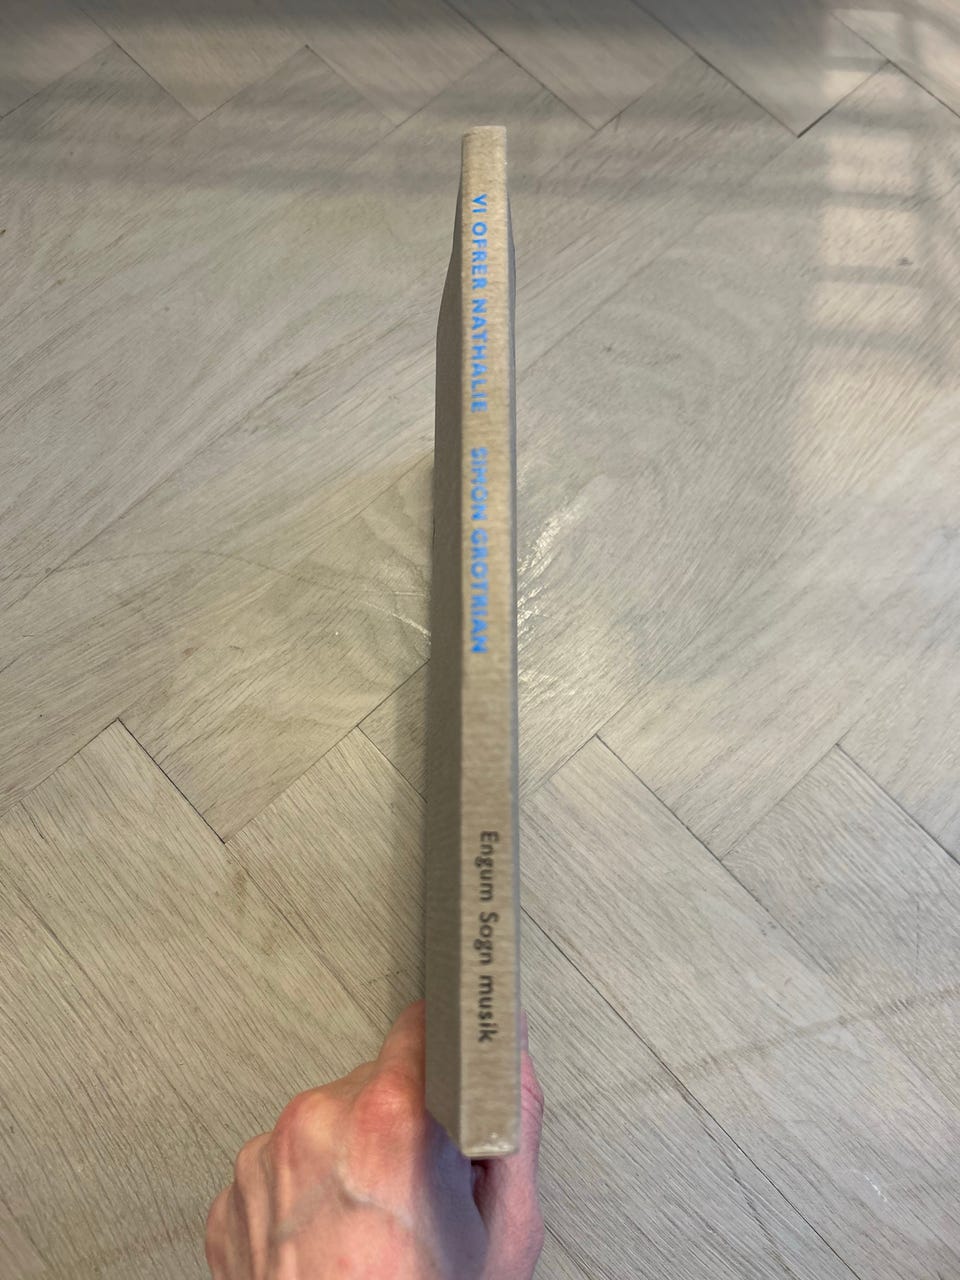 VI OFRER NATHALIE SIMON GROTRIAN
Engum Sogn musik